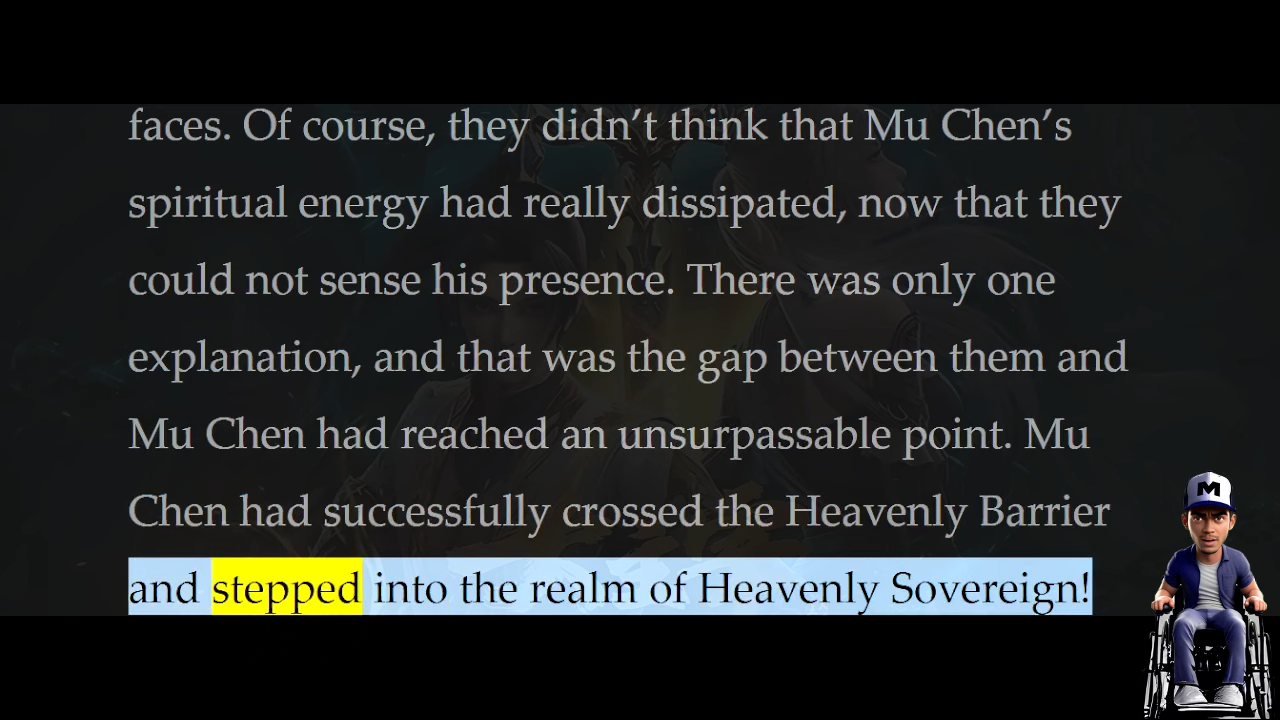 faces. Of course, they didn’t think that Mu Chen’s
spiritual energy had really dissipated, now that they
could not sense his presence. There was only one
explanation, and that was the gap between them and
Mu Chen had reached an unsurpassable point. Mu
Chen had successfully crossed the Heavenly Barrier
and stepped into the realm of Heavenly Sovereign!
M